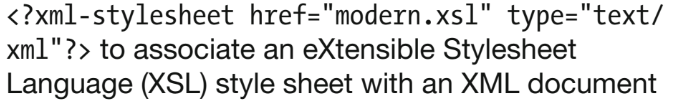 <?xml-stylesheet href="modern.xsl" type="text/
xml"?> to associate an eXtensible Stylesheet
Language (XSL) style sheet with an XML document